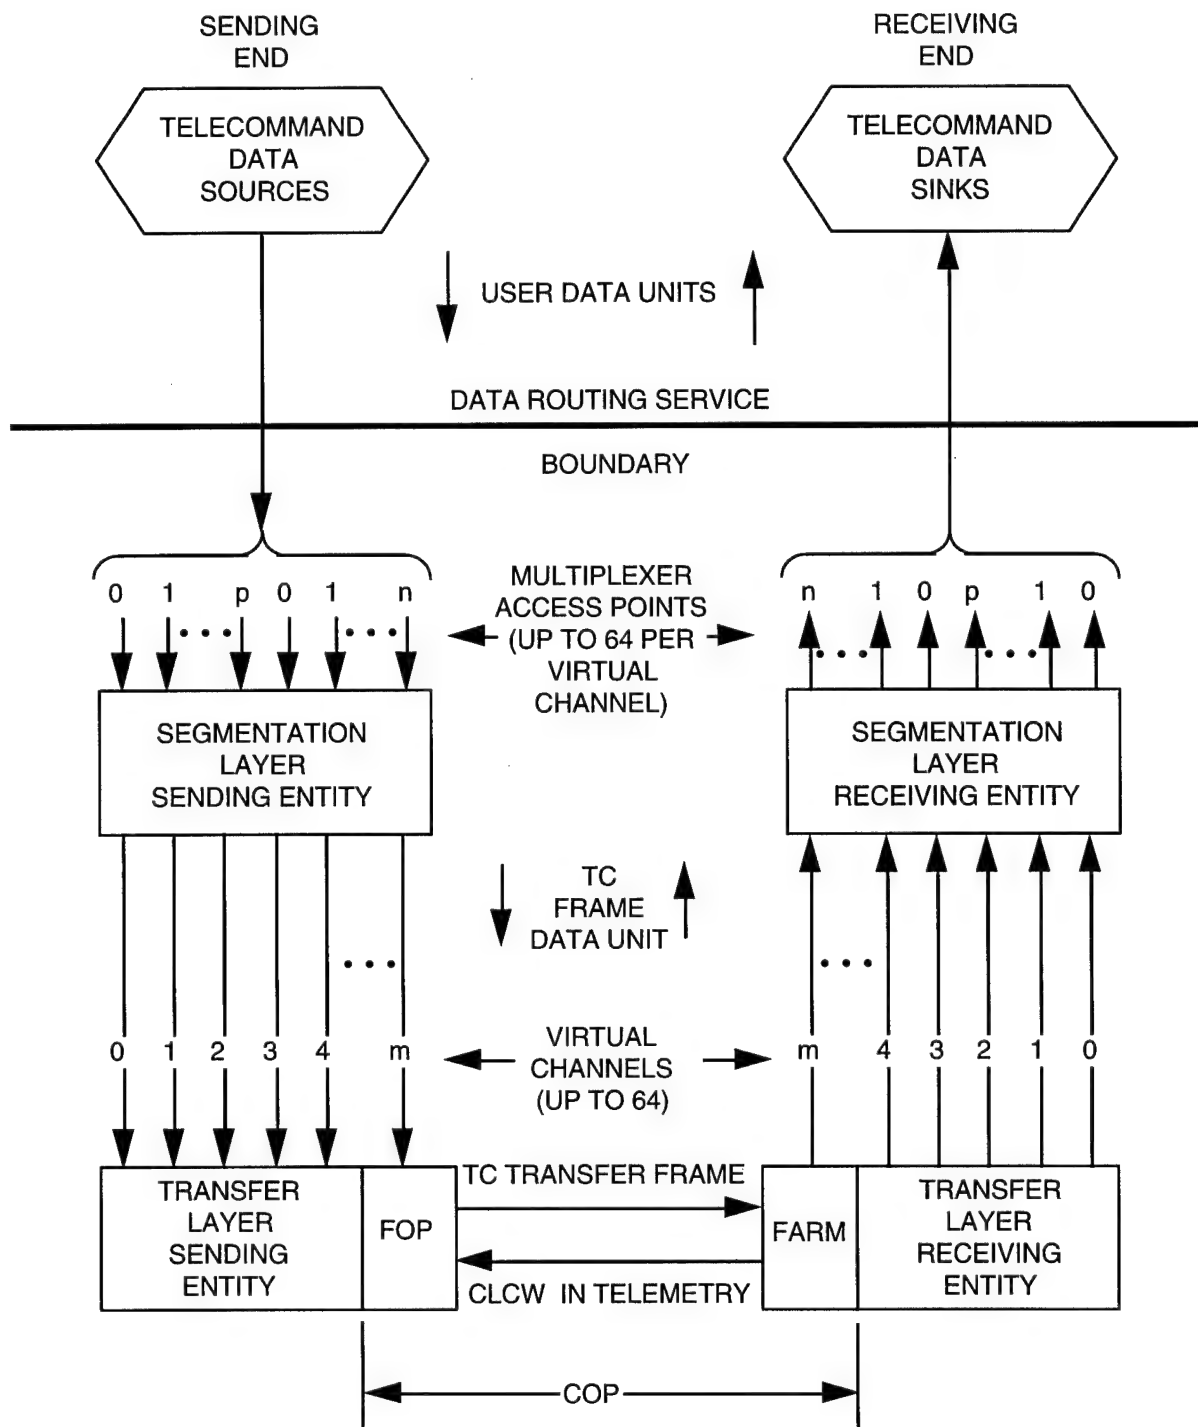 SENDING
END
RECEIVING
END
TELECOMMAND
DATA
SOURCES
TELECOMMAND
DATA
SINKS
USER DATA UNITS
DATA ROUTING SERVICE
BOUNDARY
0 1 p 0 1 n
MULTIPLEXER
ACCESS POINTS
(UP TO 64 PER
VIRTUAL
CHANNEL)
n 1 0 p 1 0
SEGMENTATION
LAYER
SENDING ENTITY
SEGMENTATION
LAYER
RECEIVING ENTITY
TC
FRAME
DATA UNIT
0 1 2 3 4 m
VIRTUAL
CHANNELS
(UP TO 64)
m 4 3 2 1 0
TRANSFER
LAYER
SENDING
ENTITY
FOP
TC TRANSFER FRAME
CLCW IN TELEMETRY
FARM
TRANSFER
LAYER
RECEIVING
ENTITY
COP